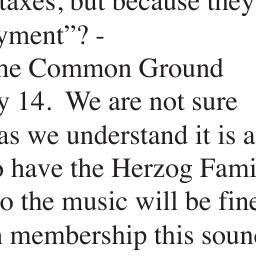 taxes, but because they
yment”? -
he Common Ground
y 14.  We are not sure
as we understand it is a
o have the Herzog Fami
o the music will be fine
membership this soun